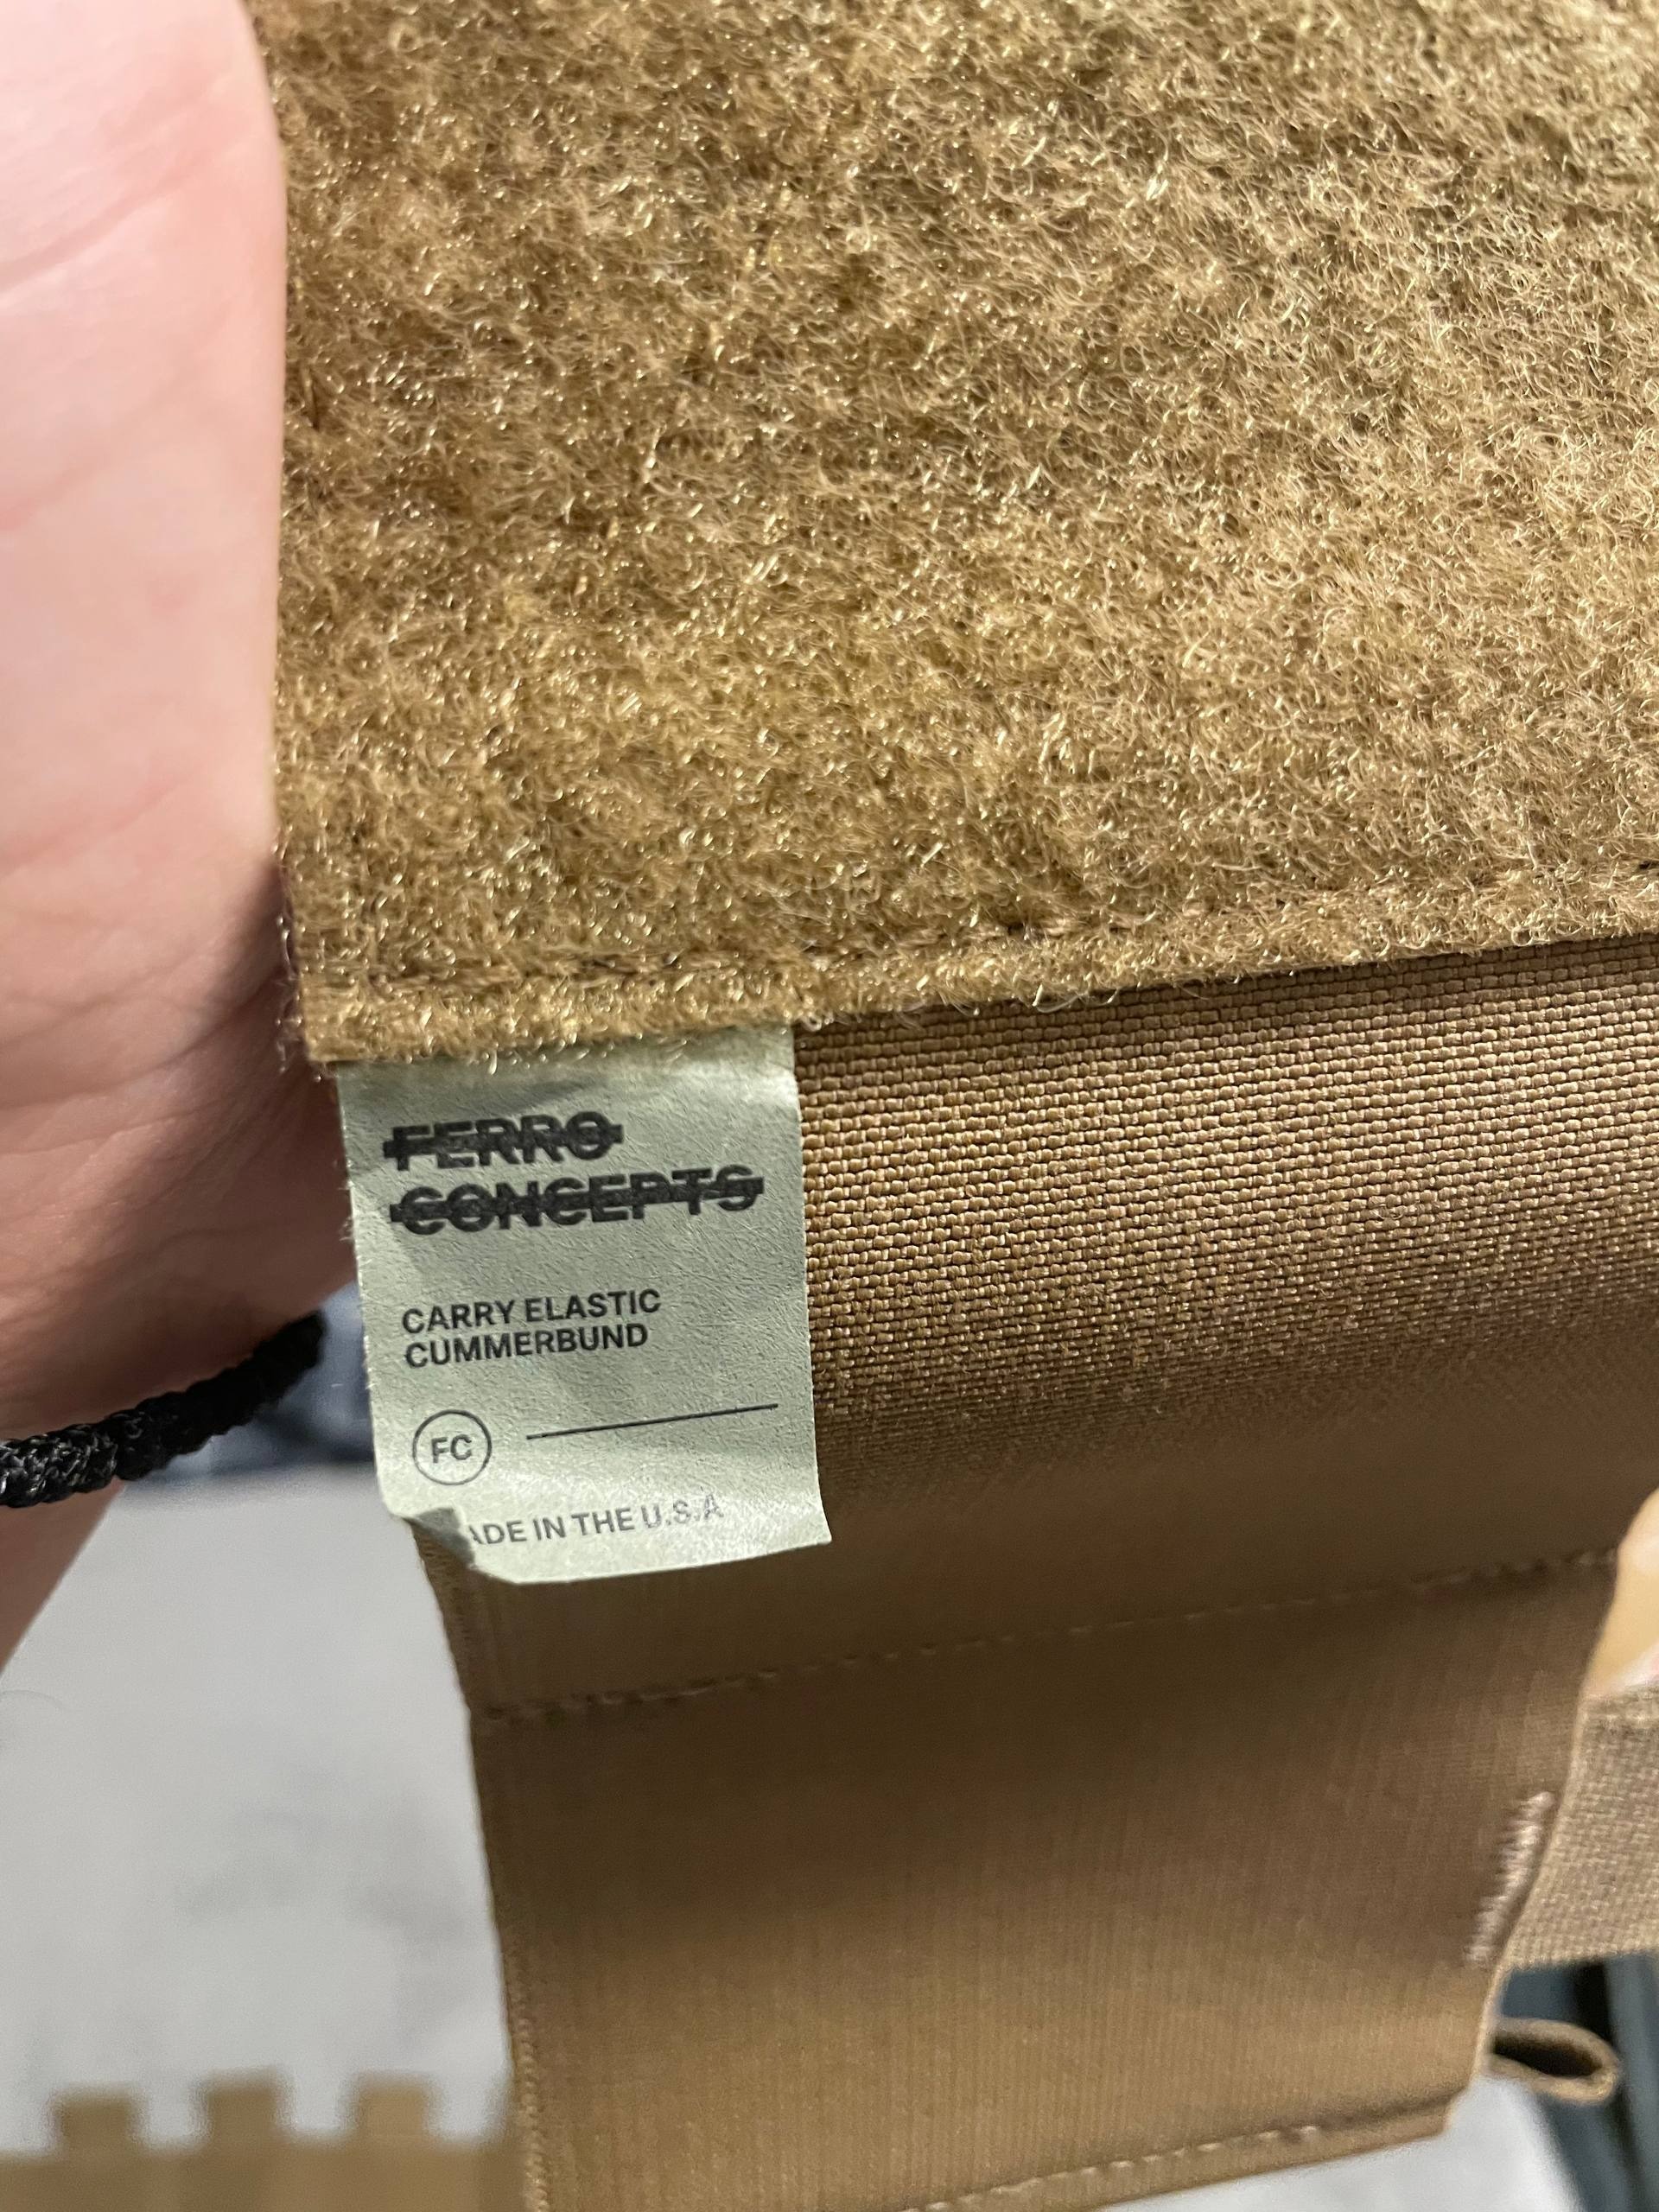 FERRO
CONCEPTS
CARRY ELASTIC
CUMMERBUND
FC
ADE IN THE U.S.A